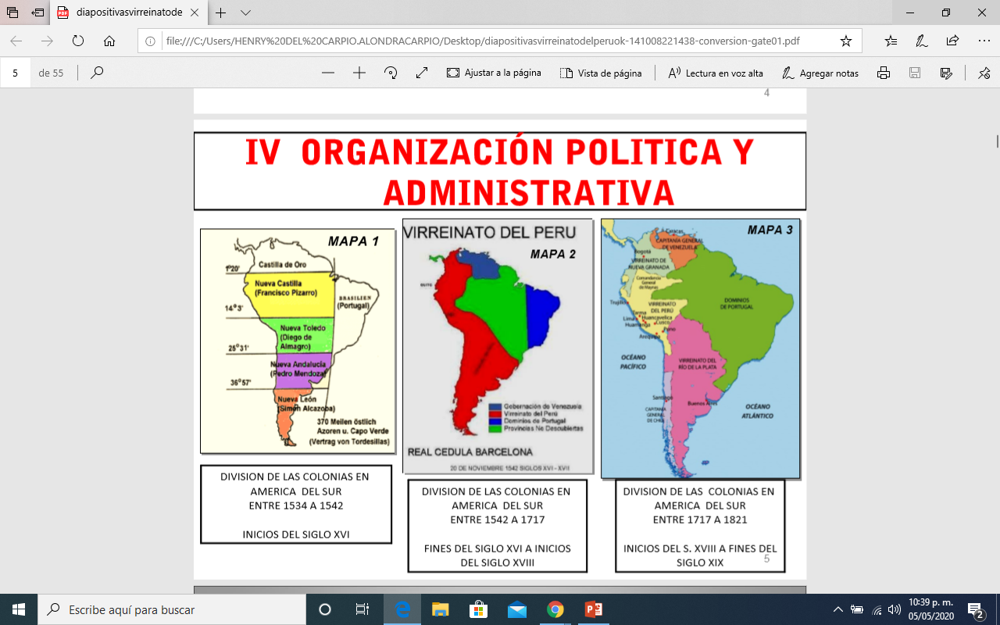 diapositivasvirreinatode
file:///C:/Users/HENRY%20DEL%20CARPIO.ALONDRACARPIO/Desktop/diapositivasvirreinatodelperuok-141008221438-conversion-gate01.pdf
5 de 55
Ajustar a la página
Vista de página
Lectura en voz alta
Agregar notas
4
IV ORGANIZACIÓN POLITICA Y
ADMINISTRATIVA
MAPA 1
Castilla de Oro
1º20'
Nueva Castilla
(Francisco Pizarro)
BRASILIEN
(Portugal)
14º3'
Nueva Toledo
(Diego de
Almagro)
25º31'
Nueva Andalucía
(Pedro Mendoza)
36º57'
Nueva León
(Simón Alcazoba)
370 Meilen östlich
Azoren u. Capo Verde
(Vertrag von Tordesillas)
DIVISION DE LAS COLONIAS EN
AMERICA DEL SUR
ENTRE 1534 A 1542
INICIOS DEL SIGLO XVI
VIRREINATO DEL PERU
MAPA 2
QUITO
Gobernación de Venezuela
Virreinato del Perú
Dominios de Portugal
Provincias No Descubiertas
REAL CEDULA BARCELONA
20 DE NOVIEMBRE 1542 SIGLOS XVI - XVII
DIVISION DE LAS COLONIAS EN
AMERICA DEL SUR
ENTRE 1542 A 1717
FINES DEL SIGLO XVI A INICIOS
DEL SIGLO XVIII
MAPA 3
Caracas
CAPITANÍA GENERAL
DE VENEZUELA
Bogotá
VIRREINATO DE
NUEVA GRANADA
Comandancia
General
de Maynas
DOMINIOS
DE PORTUGAL
Trujillo
VIRREINATO
DEL PERÚ
Tarma
Lima
Huancavelica
Huamanga
Cusco
Puno
Arequipa
OCÉANO
PACÍFICO
VIRREINATO DEL
RÍO DE LA PLATA
Santiago
Buenos Aires
CAPITANÍA
GENERAL
DE CHILE
OCÉANO
ATLÁNTICO
DIVISION DE LAS COLONIAS EN
AMERICA DEL SUR
ENTRE 1717 A 1821
INICIOS DEL S. XVIII A FINES DEL
SIGLO XIX
5
Escribe aquí para buscar
10:39 p. m.
05/05/2020
2